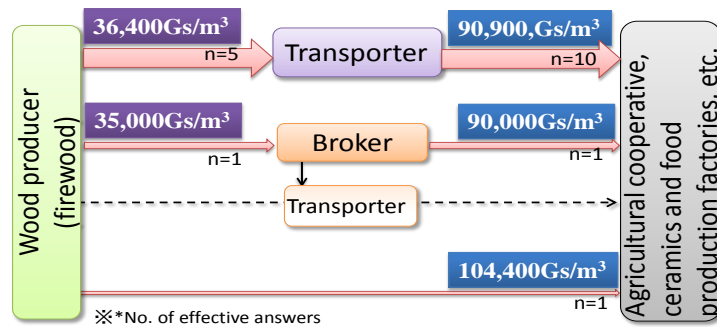 Wood producer
(firewood)
36,400Gs/m³
n=5
Transporter
90,900,Gs/m³
n=10
35,000Gs/m³
n=1
Broker
90,000Gs/m³
n=1
Transporter
104,400Gs/m³
n=1
Agricultural cooperative,
ceramics and food
production factories, etc.
※*No. of effective answers